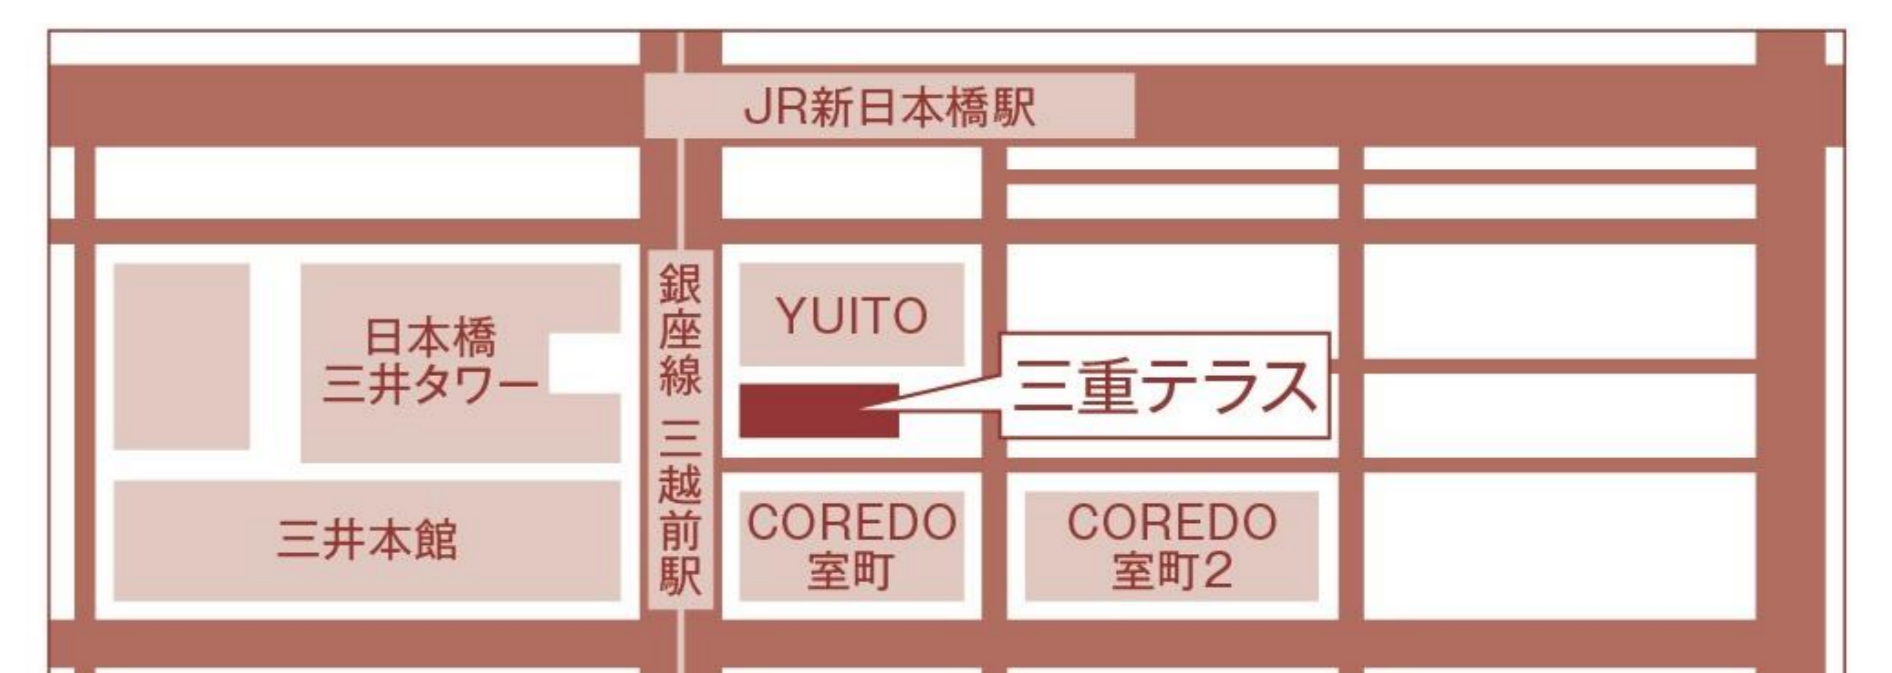 JR新日本橋駅
銀座線 三越前駅
YUITO
日本橋
三井タワー
三重テラス
三井本館
COREDO
室町
COREDO
室町2